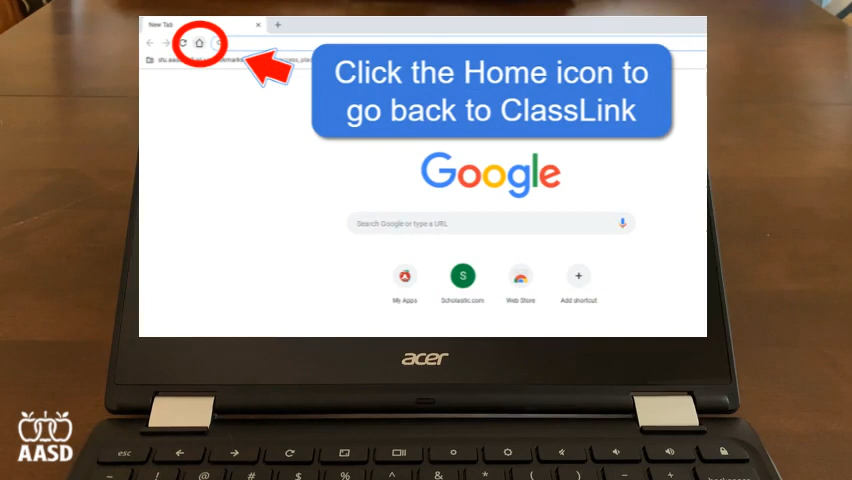 New Tab
Click the Home icon to
go back to ClassLink
Google
Search Google or type a URL
S
My Apps
Scholastic.com
Web Store
Add shortcut
acer
AASD
esc
! @ # $ % ^ & * ( )